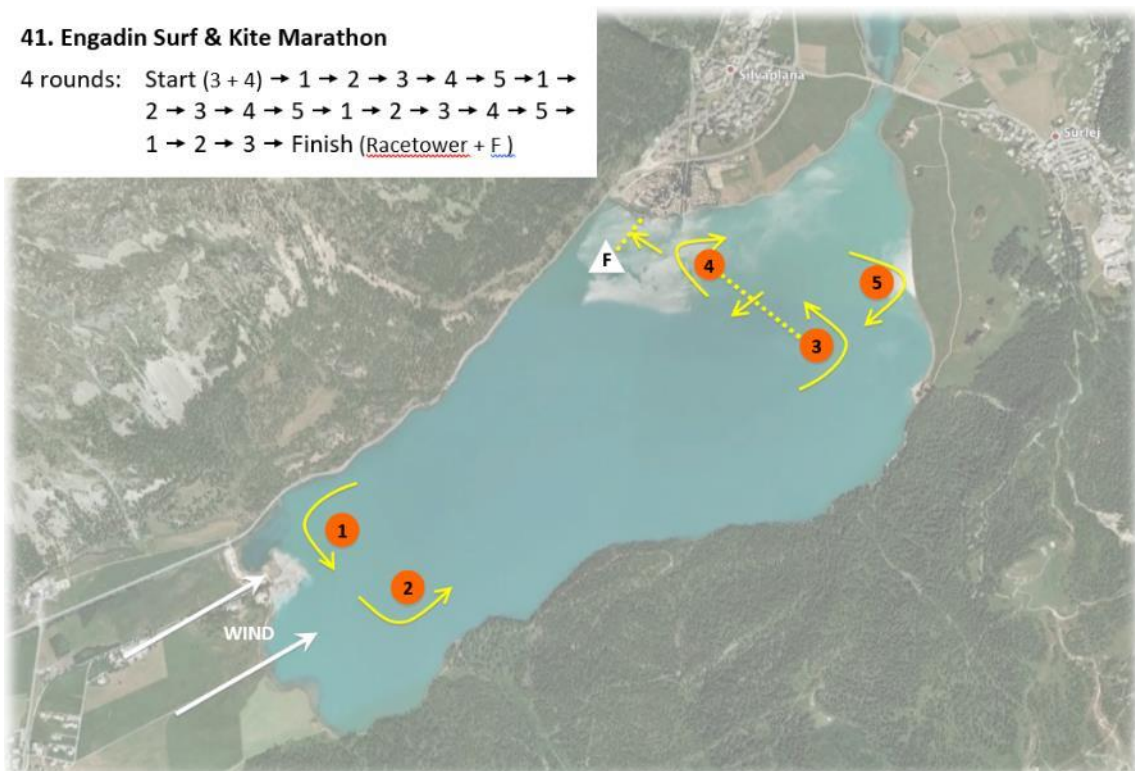 41. Engadin Surf & Kite Marathon
4 rounds: Start (3 + 4) → 1 → 2 → 3 → 4 → 5 → 1 →
2 → 3 → 4 → 5 → 1 → 2 → 3 → 4 → 5 →
1 → 2 → 3 → Finish (Racetower + F )
Silvaplana
Surlej
F
4
5
3
1
2
WIND